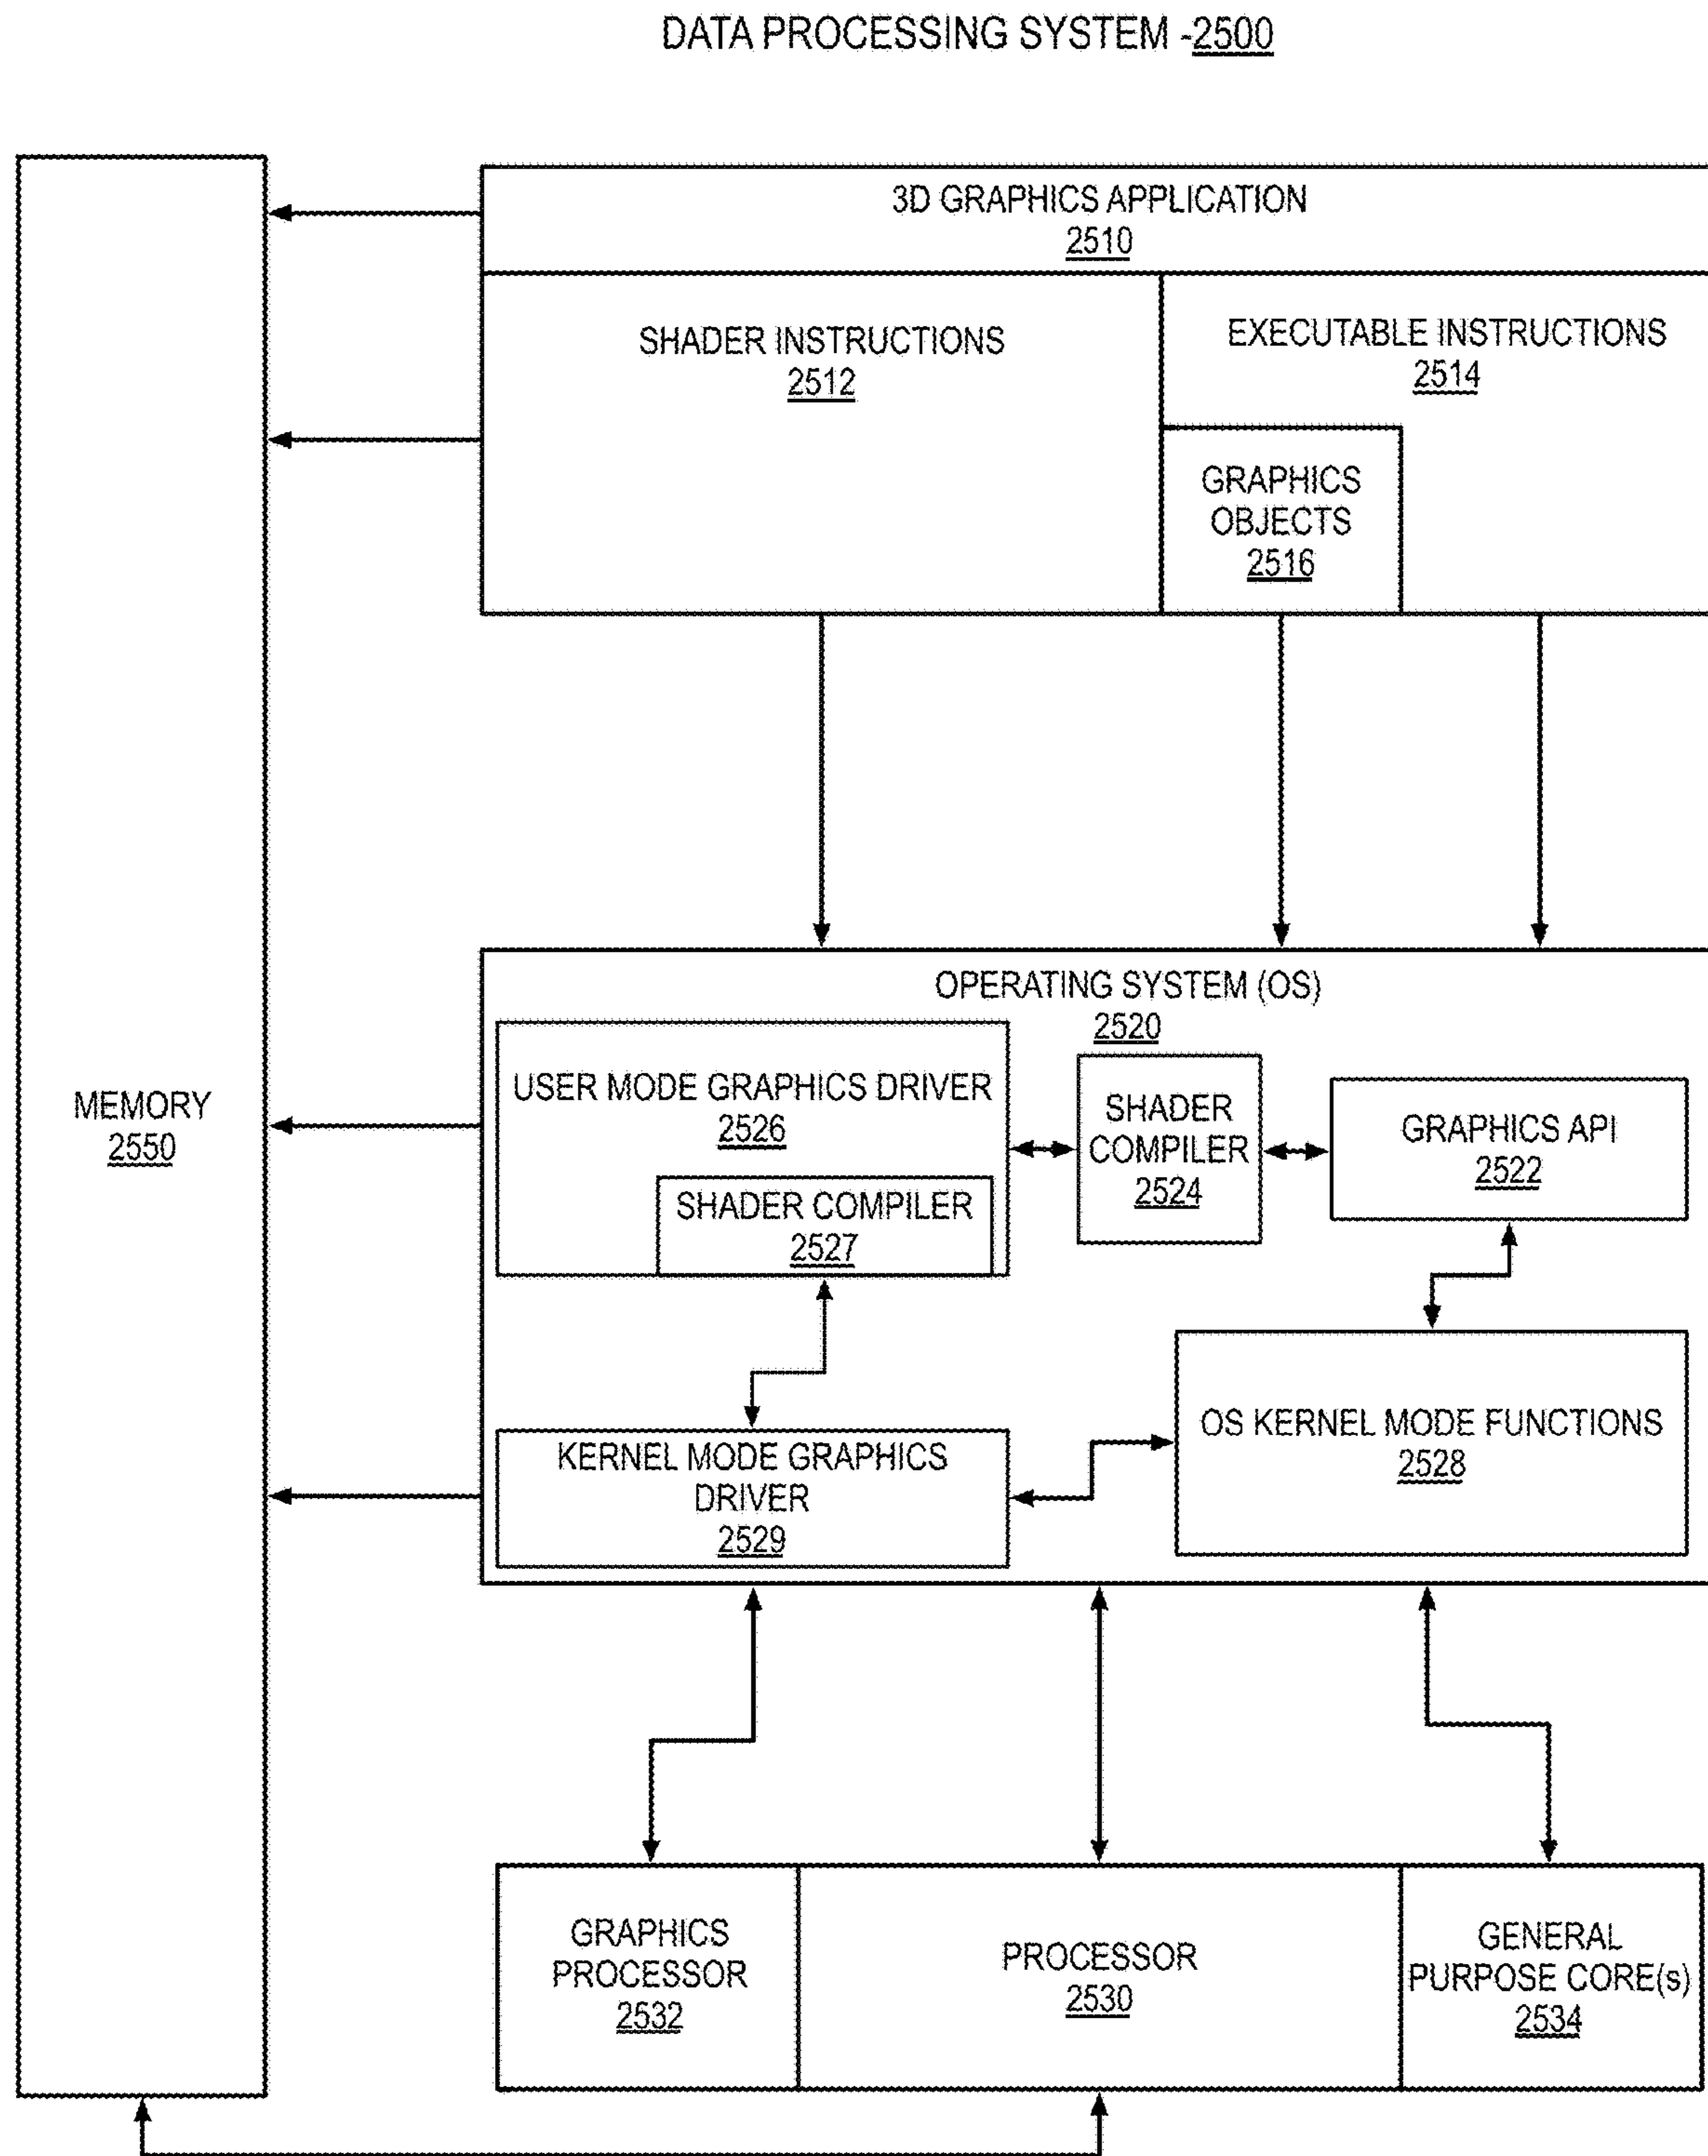 DATA PROCESSING SYSTEM -2500
3D GRAPHICS APPLICATION
2510
SHADER INSTRUCTIONS
2512
EXECUTABLE INSTRUCTIONS
2514
GRAPHICS
OBJECTS
2516
OPERATING SYSTEM (OS)
2520
USER MODE GRAPHICS DRIVER
2526
SHADER COMPILER
2527
SHADER
COMPILER
2524
GRAPHICS API
2522
MEMORY
2550
KERNEL MODE GRAPHICS
DRIVER
2529
OS KERNEL MODE FUNCTIONS
2528
GRAPHICS
PROCESSOR
2532
PROCESSOR
2530
GENERAL
PURPOSE CORE(s)
2534